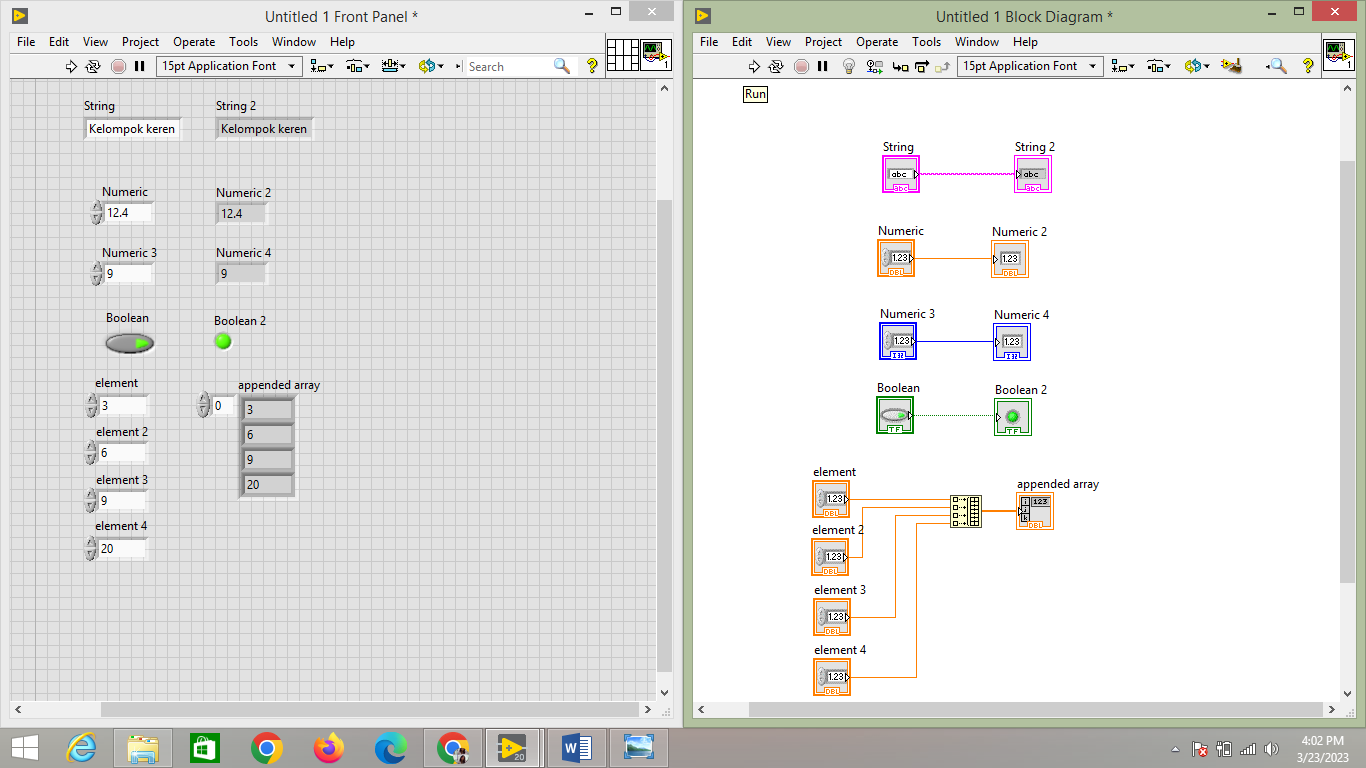 Untitled 1 Front Panel *
File Edit View Project Operate Tools Window Help
15pt Application Font
Search
1
String
String 2
Kelompok keren
Kelompok keren
Numeric
Numeric 2
12.4
12.4
Numeric 3
Numeric 4
9
9
Boolean
Boolean 2
element
appended array
3
0
3
element 2
6
6
element 3
9
9
element 4
20
20
Untitled 1 Block Diagram *
File Edit View Project Operate Tools Window Help
15pt Application Font
1
Run
String
String 2
abc
abc
abc
abc
Numeric
Numeric 2
1.23
1.23
DBL
DBL
Numeric 3
Numeric 4
1.23
1.23
I32
I32
Boolean
Boolean 2
TF
TF
element
appended array
1.23
DBL
i 123
j
k
DBL
element 2
1.23
DBL
element 3
1.23
DBL
element 4
1.23
DBL
20
W
4:02 PM
3/23/2023